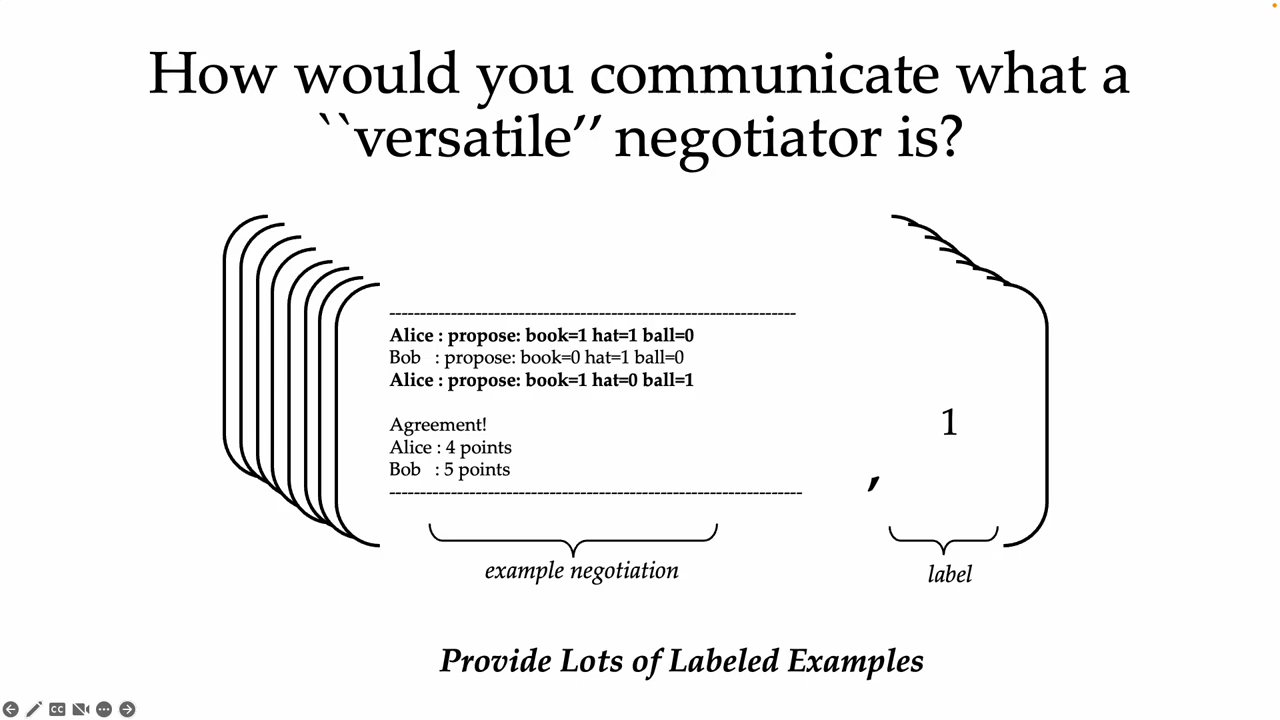 How would you communicate what a
``versatile’’ negotiator is?
--------------------------------------------------------------------
Alice : propose: book=1 hat=1 ball=0
Bob : propose: book=0 hat=1 ball=0
Alice : propose: book=1 hat=0 ball=1
Agreement!
Alice : 4 points
Bob : 5 points
---------------------------------------------------------------------
, 1
example negotiation
label
Provide Lots of Labeled Examples
CC